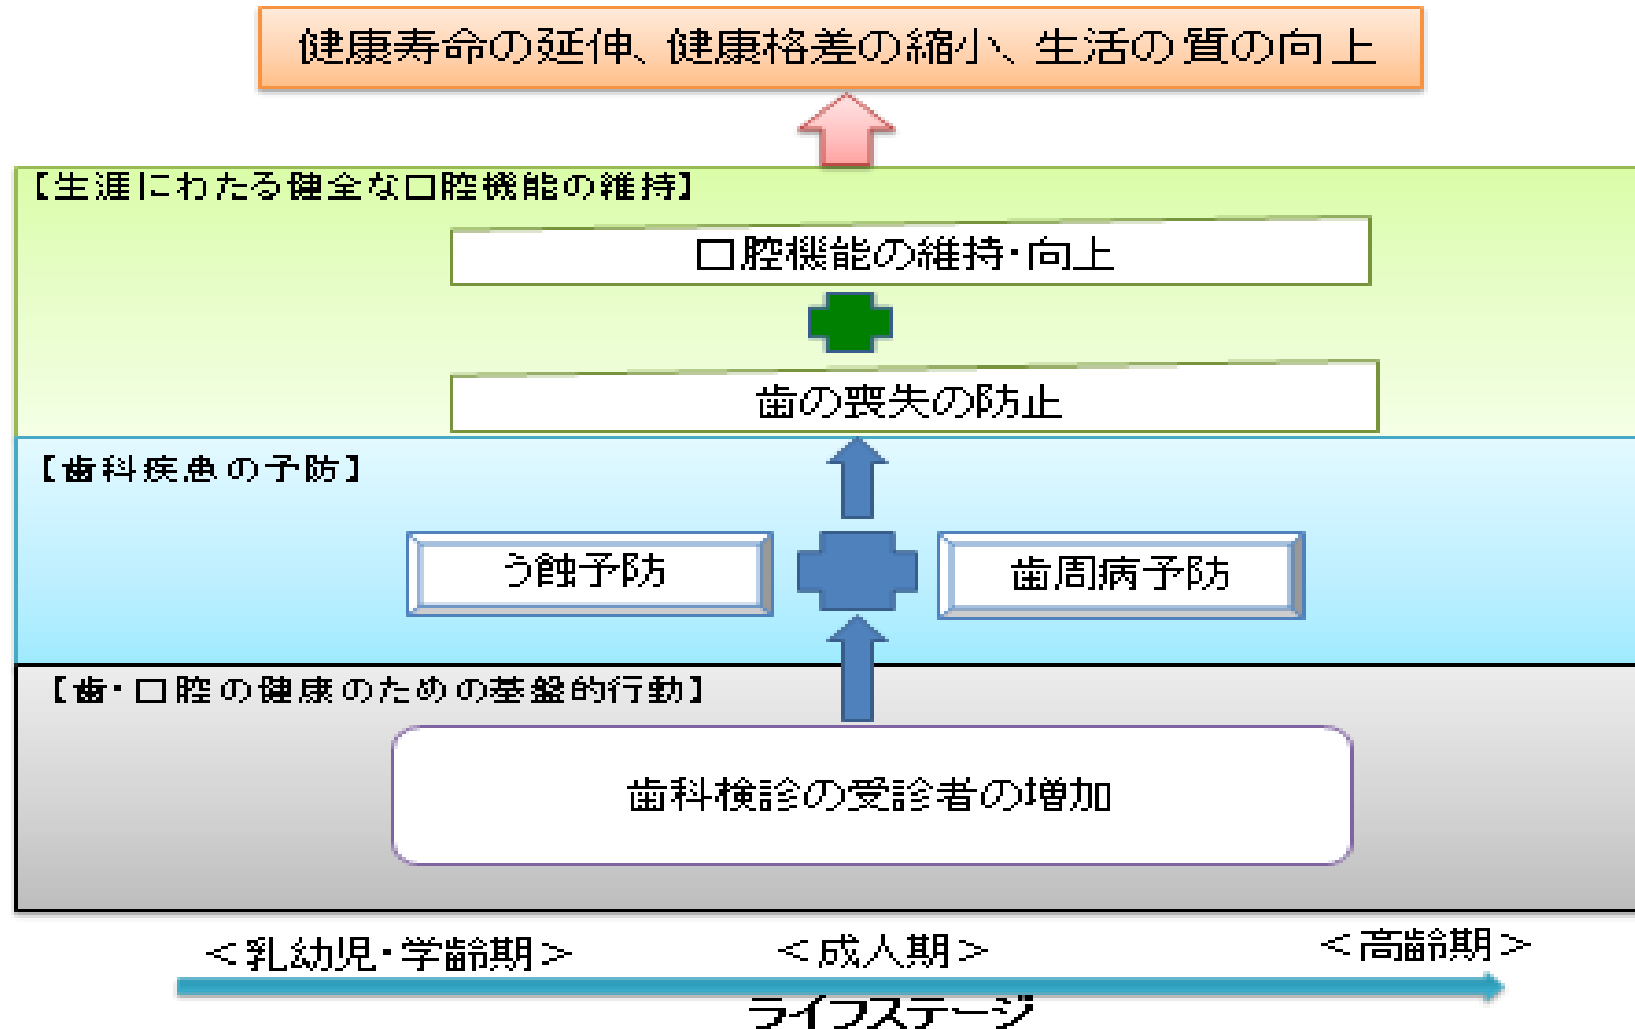 健康寿命の延伸、健康格差の縮小、生活の質の向上
【生涯にわたる健全な口腔機能の維持】
口腔機能の維持・向上
歯の喪失の防止
【歯科疾患の予防】
う蝕予防
歯周病予防
【歯・口腔の健康のための基盤的行動】
歯科検診の受診者の増加
＜乳幼児・学齢期＞
＜成人期＞
＜高齢期＞
ライフステージ